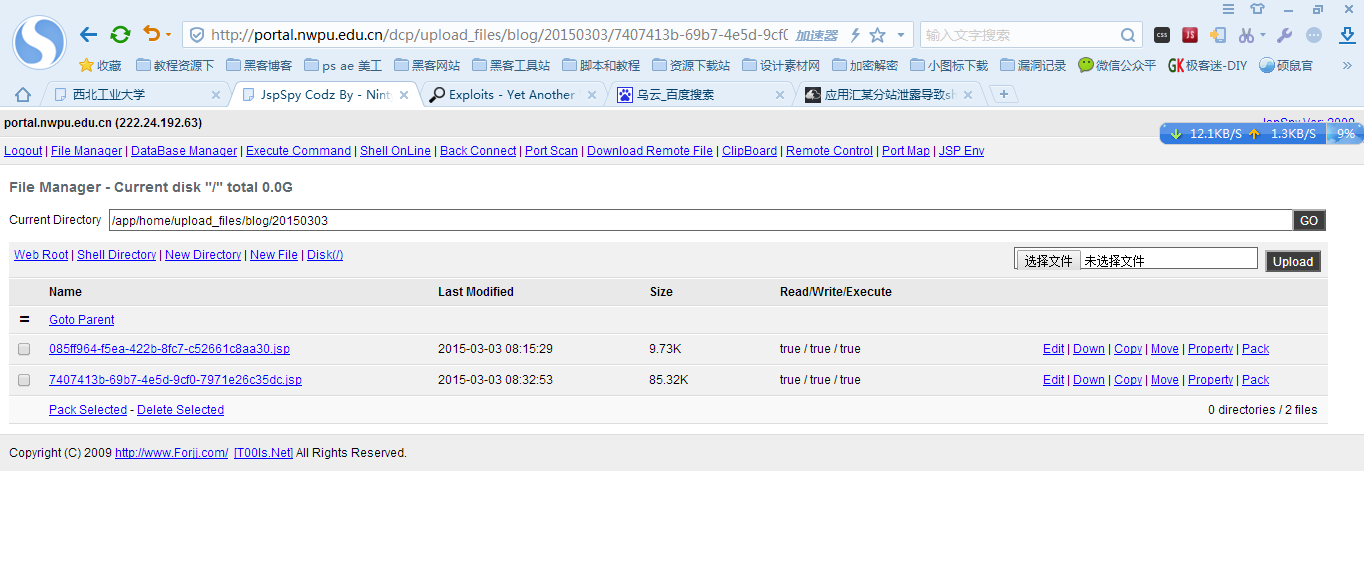 http://portal.nwpu.edu.cn/dcp/upload_files/blog/20150303/7407413b-69b7-4e5d-9cf0 加速器 输入文字搜索 css JS
收藏 教程资源下 黑客博客 ps ae 美工 黑客网站 黑客工具站 脚本和教程 资源下载站 设计素材网 加密解密 小图标下载 漏洞记录 微信公众平 GK 极客迷-DIY 硕鼠官 »
西北工业大学 JspSpy Codz By - Nint Exploits - Yet Another 乌云_百度搜索 应用汇某分站泄露导致sh
portal.nwpu.edu.cn (222.24.192.63) JspSpy Ver: 2009
12.1KB/S 1.3KB/S 9%
Logout | File Manager | DataBase Manager | Execute Command | Shell OnLine | Back Connect | Port Scan | Download Remote File | ClipBoard | Remote Control | Port Map | JSP Env
File Manager - Current disk "/" total 0.0G
Current Directory /app/home/upload_files/blog/20150303 GO
Web Root | Shell Directory | New Directory | New File | Disk(/) 选择文件 未选择文件 Upload
Name Last Modified Size Read/Write/Execute
= Goto Parent
085ff964-f5ea-422b-8fc7-c52661c8aa30.jsp 2015-03-03 08:15:29 9.73K true / true / true Edit | Down | Copy | Move | Property | Pack
7407413b-69b7-4e5d-9cf0-7971e26c35dc.jsp 2015-03-03 08:32:53 85.32K true / true / true Edit | Down | Copy | Move | Property | Pack
Pack Selected - Delete Selected 0 directories / 2 files
Copyright (C) 2009 http://www.Forjj.com/ [T00ls.Net] All Rights Reserved.